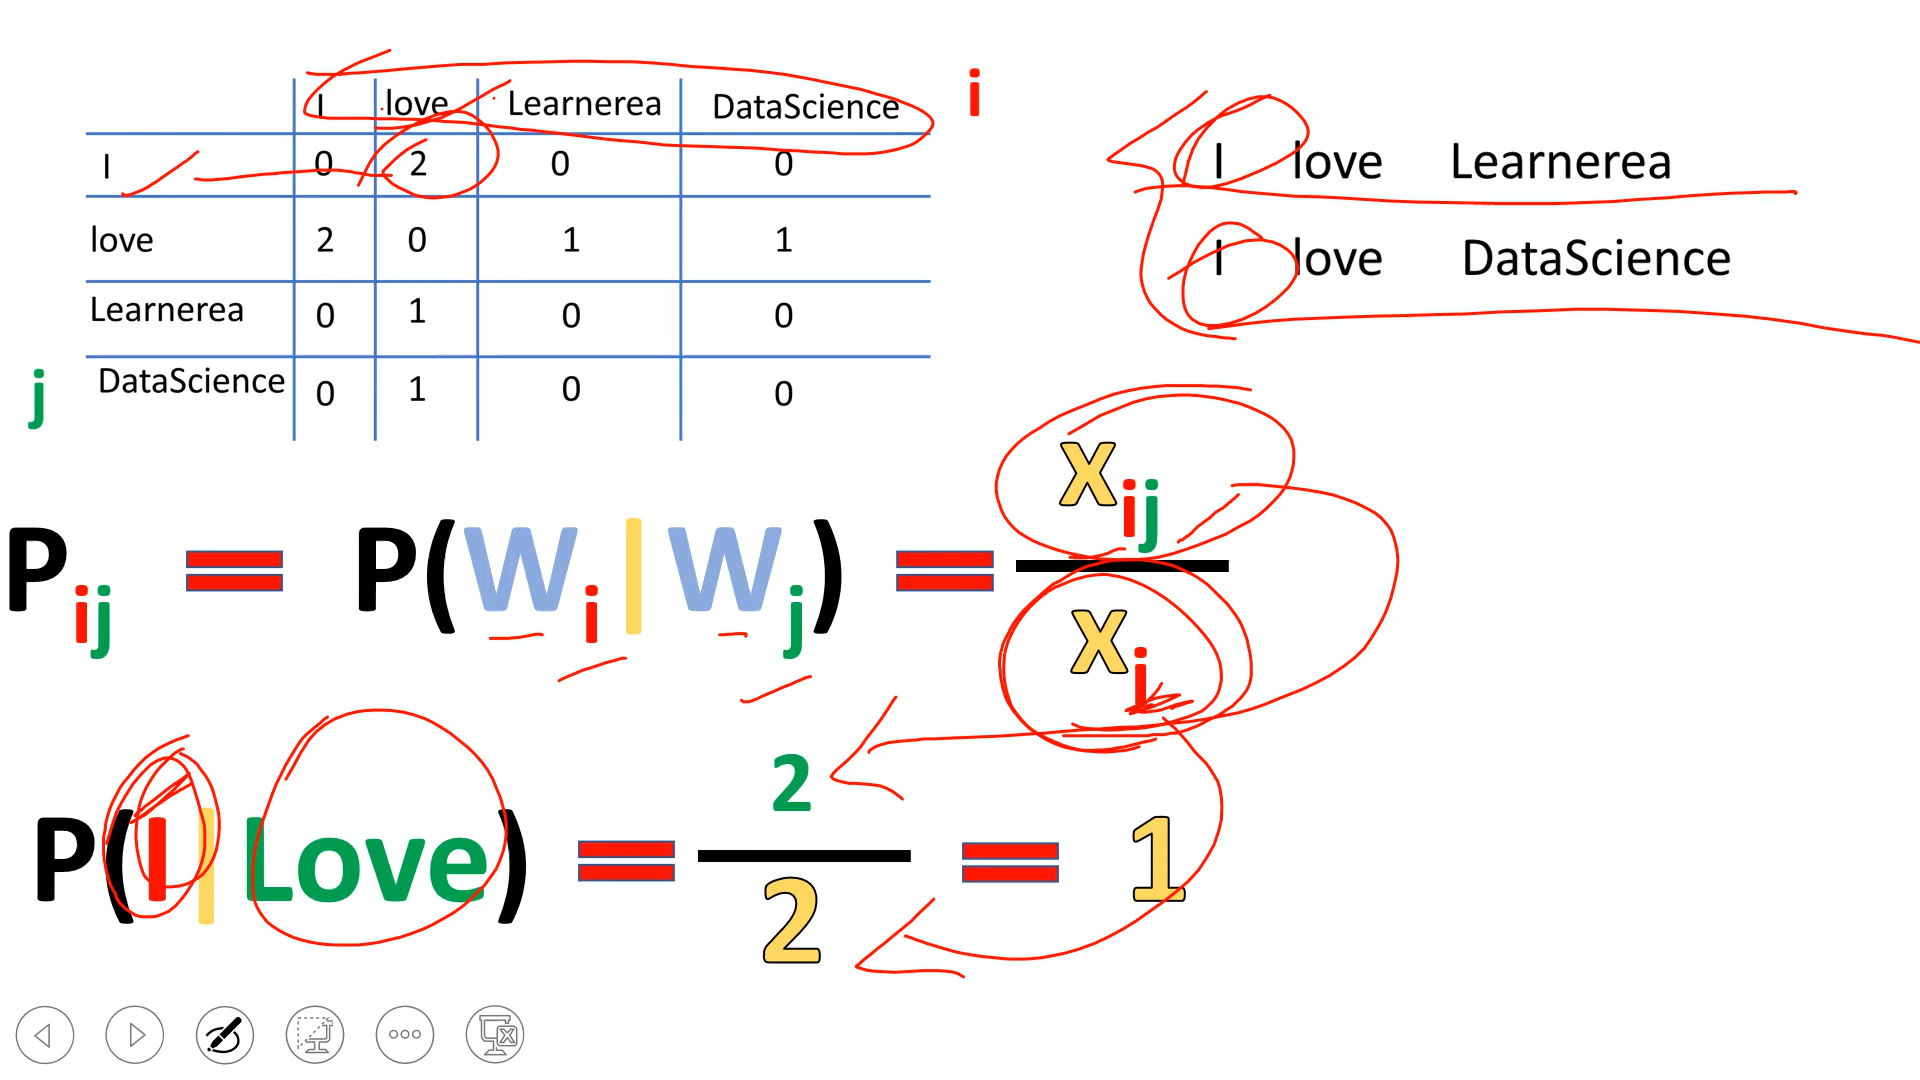 I love Learnerea DataScience i
I 0 2 0 0
love 2 0 1 1
Learnerea 0 1 0 0
j DataScience 0 1 0 0
I love Learnerea
I love DataScience
Pij = P(Wi | Wj) = xij
xi
P(I | Love) = 2 = 1
2